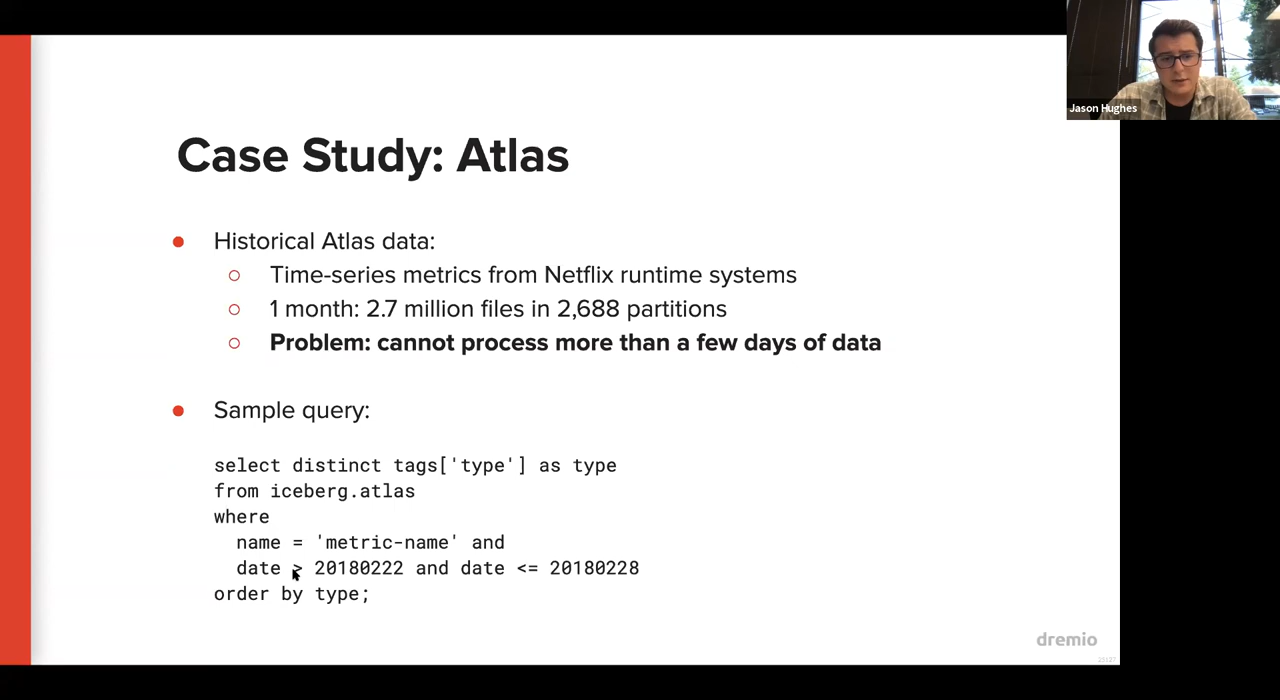 Jason Hughes
Case Study: Atlas
● Historical Atlas data:
○ Time-series metrics from Netflix runtime systems
○ 1 month: 2.7 million files in 2,688 partitions
○ Problem: cannot process more than a few days of data
● Sample query:
select distinct tags['type'] as type
from iceberg.atlas
where
name = 'metric-name' and
date > 20180222 and date <= 20180228
order by type;
dremio